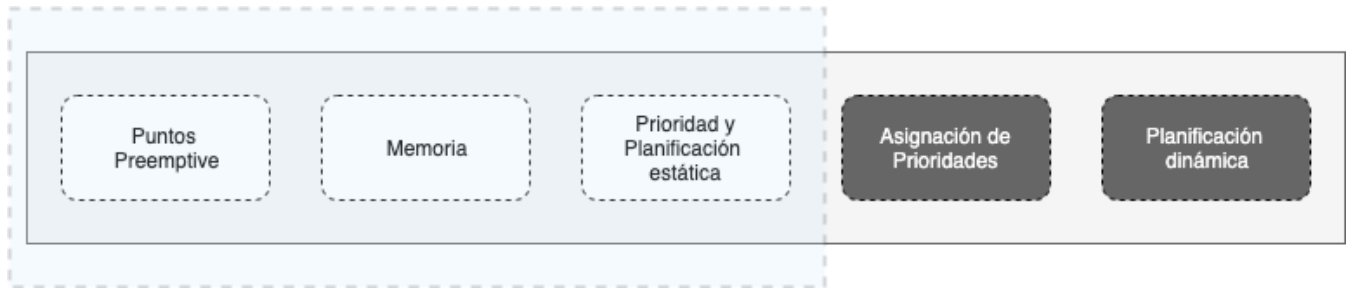 Puntos
Preemptive
Memoria
Prioridad y
Planificación
estática
Asignación de
Prioridades
Planificación
dinámica